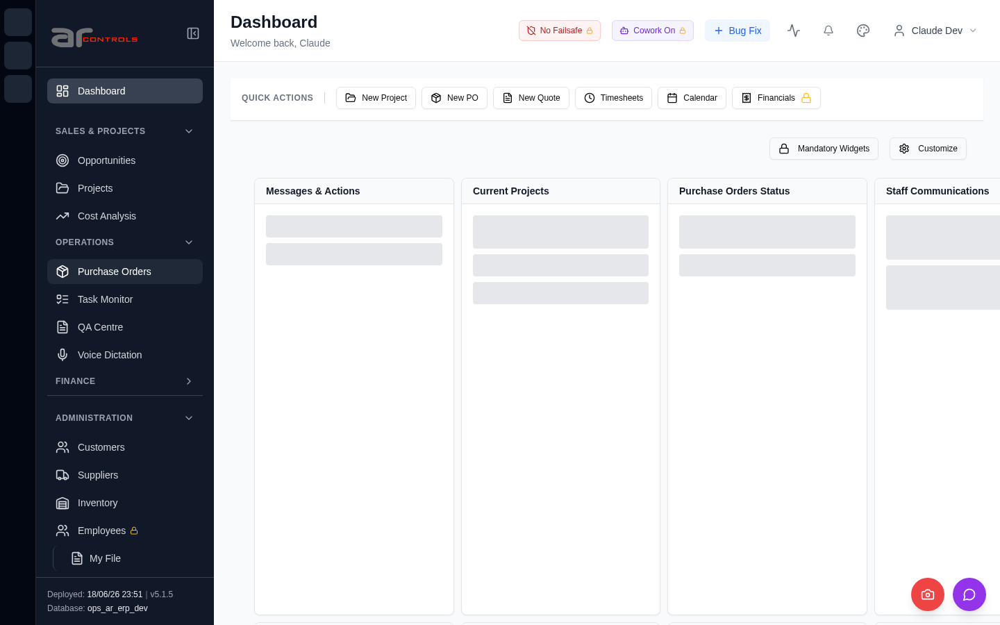 ar CONTROLS
Dashboard
SALES & PROJECTS
Opportunities
Projects
Cost Analysis
OPERATIONS
Purchase Orders
Task Monitor
QA Centre
Voice Dictation
FINANCE
ADMINISTRATION
Customers
Suppliers
Inventory
Employees
My File
Deployed: 18/06/26 23:51 | v5.1.5
Database: ops_ar_erp_dev
Dashboard
Welcome back, Claude
No Failsafe
Cowork On
Bug Fix
Claude Dev
QUICK ACTIONS
New Project
New PO
New Quote
Timesheets
Calendar
Financials
Mandatory Widgets
Customize
Messages & Actions
Current Projects
Purchase Orders Status
Staff Communications